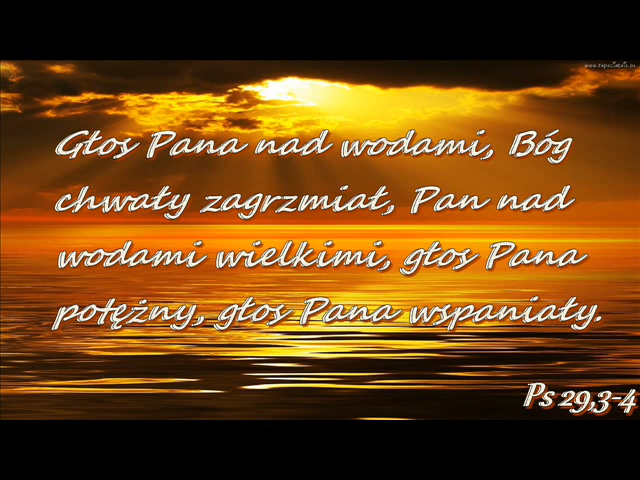 Głos Pana nad wodami, Bóg
chwały zagrzmiał, Pan nad
wodami wielkimi, głos Pana
potężny, głos Pana wspaniały.
Ps 29,3-4